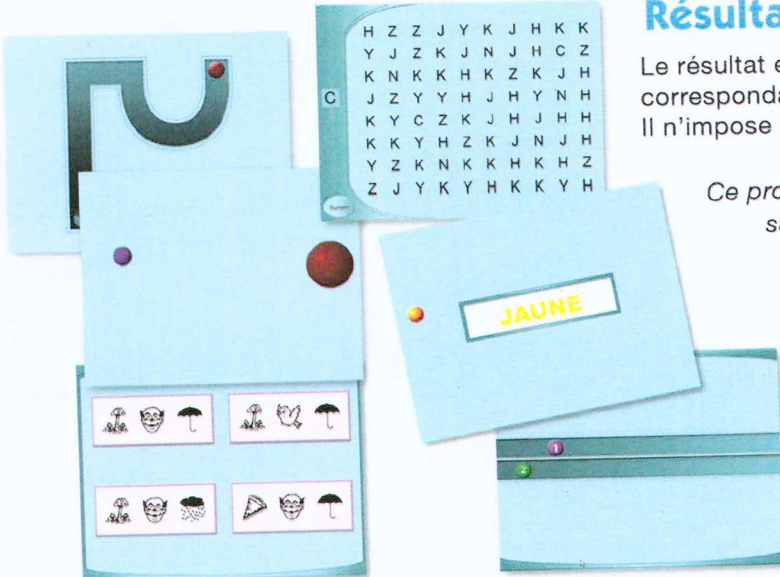 H Z Z J Y K J H K K
Y J Z K J N J H C Z
K N K K H K Z K J H
J Z Y Y H J H Y N H
K Y C Z K J H J H H
K K Y H Z K J N J H
Y Z K N K K H K H Z
Z J Y K Y H K K Y H
C
Résulta
Le résultat e
corresponda
Il n'impose
Ce pro
s
JAUNE
1
2